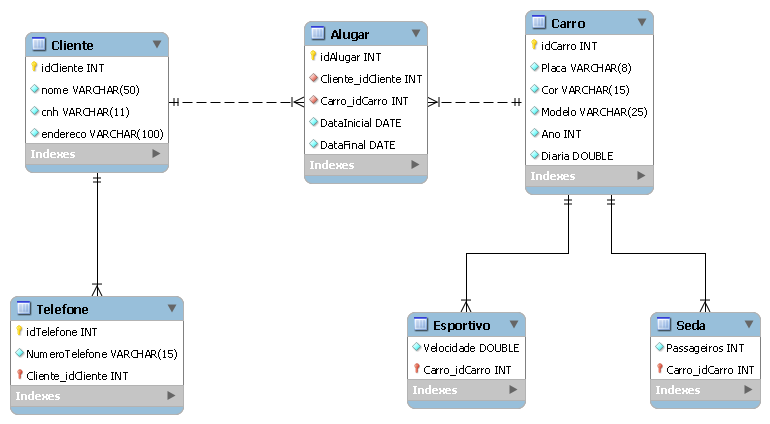 Cliente
idCliente INT
nome VARCHAR(50)
cnh VARCHAR(11)
endereco VARCHAR(100)
Indexes
Alugar
idAlugar INT
Cliente_idCliente INT
Carro_idCarro INT
DataInicial DATE
DataFinal DATE
Indexes
Carro
idCarro INT
Placa VARCHAR(8)
Cor VARCHAR(15)
Modelo VARCHAR(25)
Ano INT
Diaria DOUBLE
Indexes
Telefone
idTelefone INT
NumeroTelefone VARCHAR(15)
Cliente_idCliente INT
Indexes
Esportivo
Velocidade DOUBLE
Carro_idCarro INT
Indexes
Seda
Passageiros INT
Carro_idCarro INT
Indexes